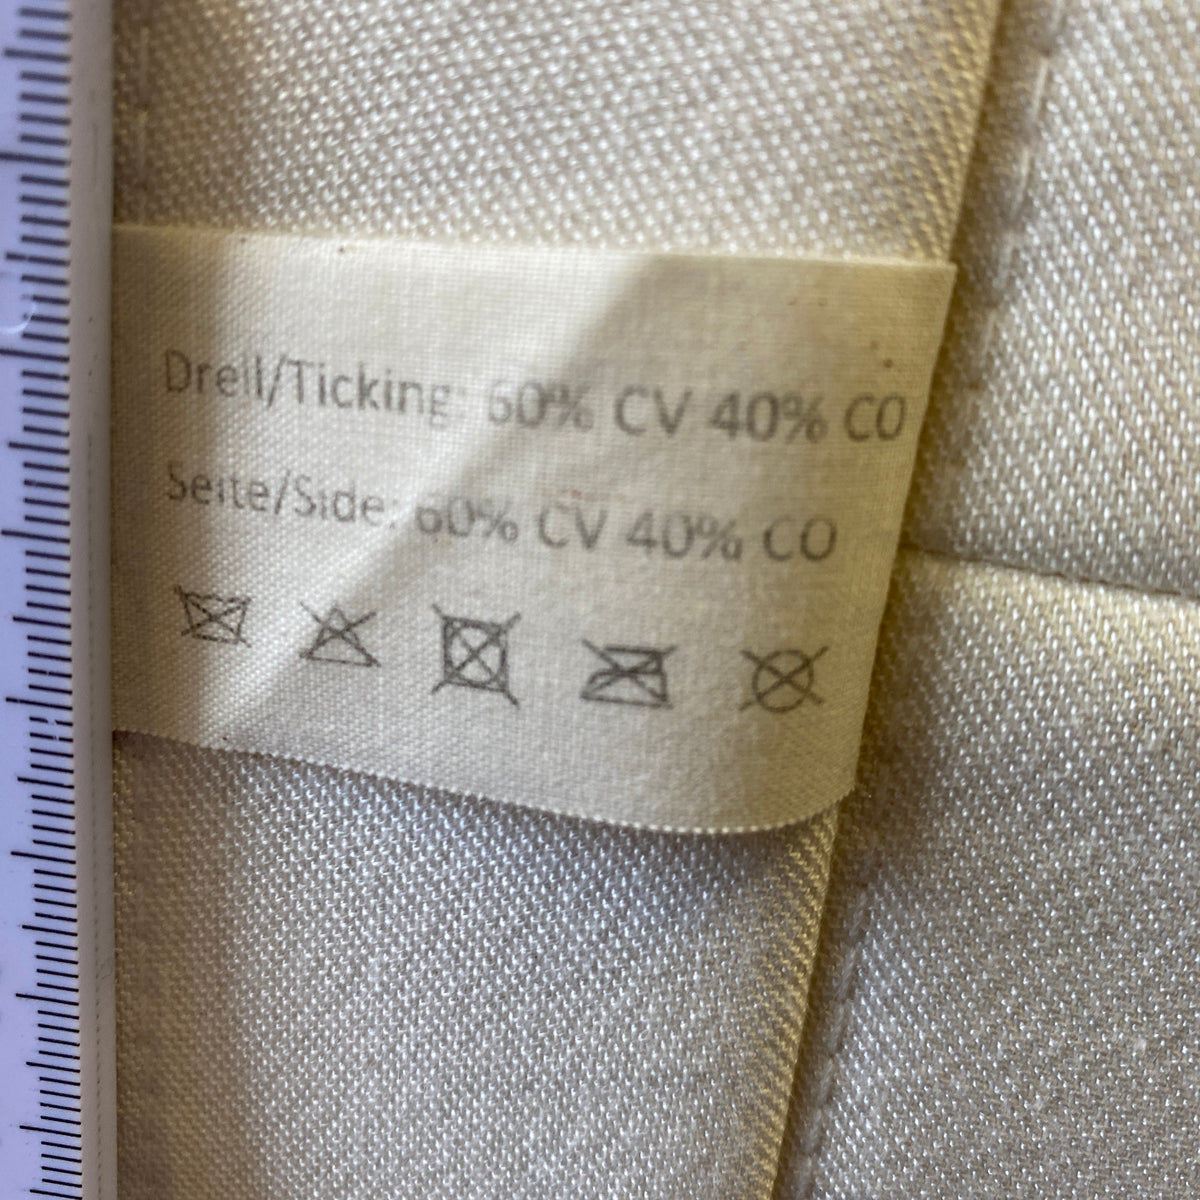 Drell/Ticking: 60% CV 40% CO
Seite/Side: 60% CV 40% CO